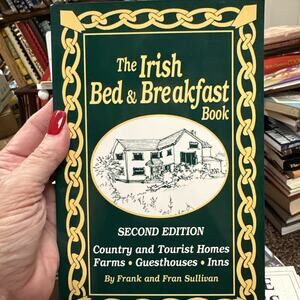 The Irish
Bed & Breakfast
Book
SECOND EDITION
Country and Tourist Homes
Farms • Guesthouses • Inns
By Frank and Fran Sullivan